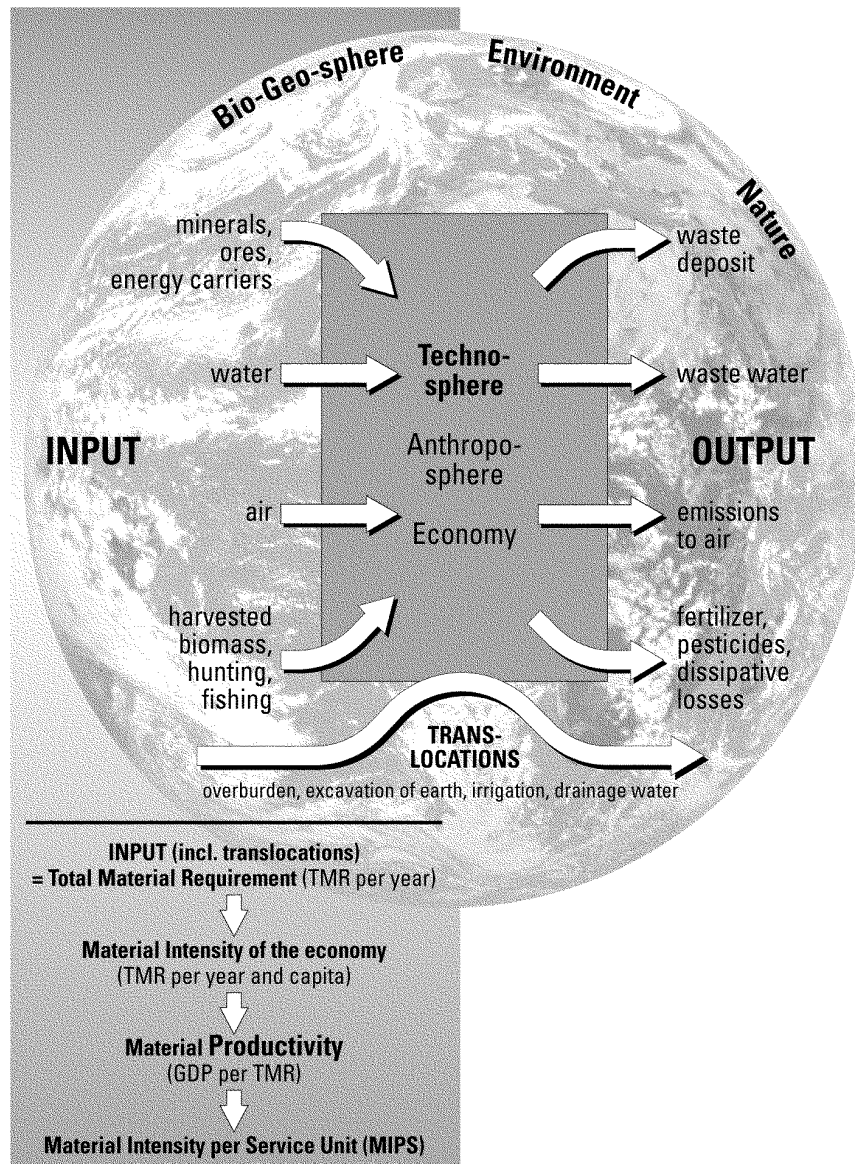 Bio-Geo-sphere
Environment
Nature
minerals,
ores,
energy carriers
waste
deposit
Techno-
sphere
water
waste water
INPUT
Anthropo-
sphere
OUTPUT
air
Economy
emissions
to air
harvested
biomass,
hunting,
fishing
fertilizer,
pesticides,
dissipative
losses
TRANS-
LOCATIONS
overburden, excavation of earth, irrigation, drainage water
INPUT (incl. translocations)
= Total Material Requirement (TMR per year)
Material Intensity of the economy
(TMR per year and capita)
Material Productivity
(GDP per TMR)
Material Intensity per Service Unit (MIPS)